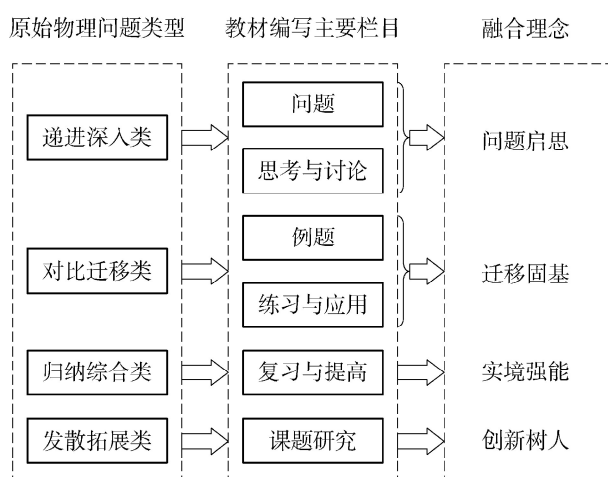 原始物理问题类型 教材编写主要栏目 融合理念
问题
递进深入类 问题启思
思考与讨论
例题
对比迁移类 迁移固基
练习与应用
归纳综合类 复习与提高 实境强能
发散拓展类 课题研究 创新树人